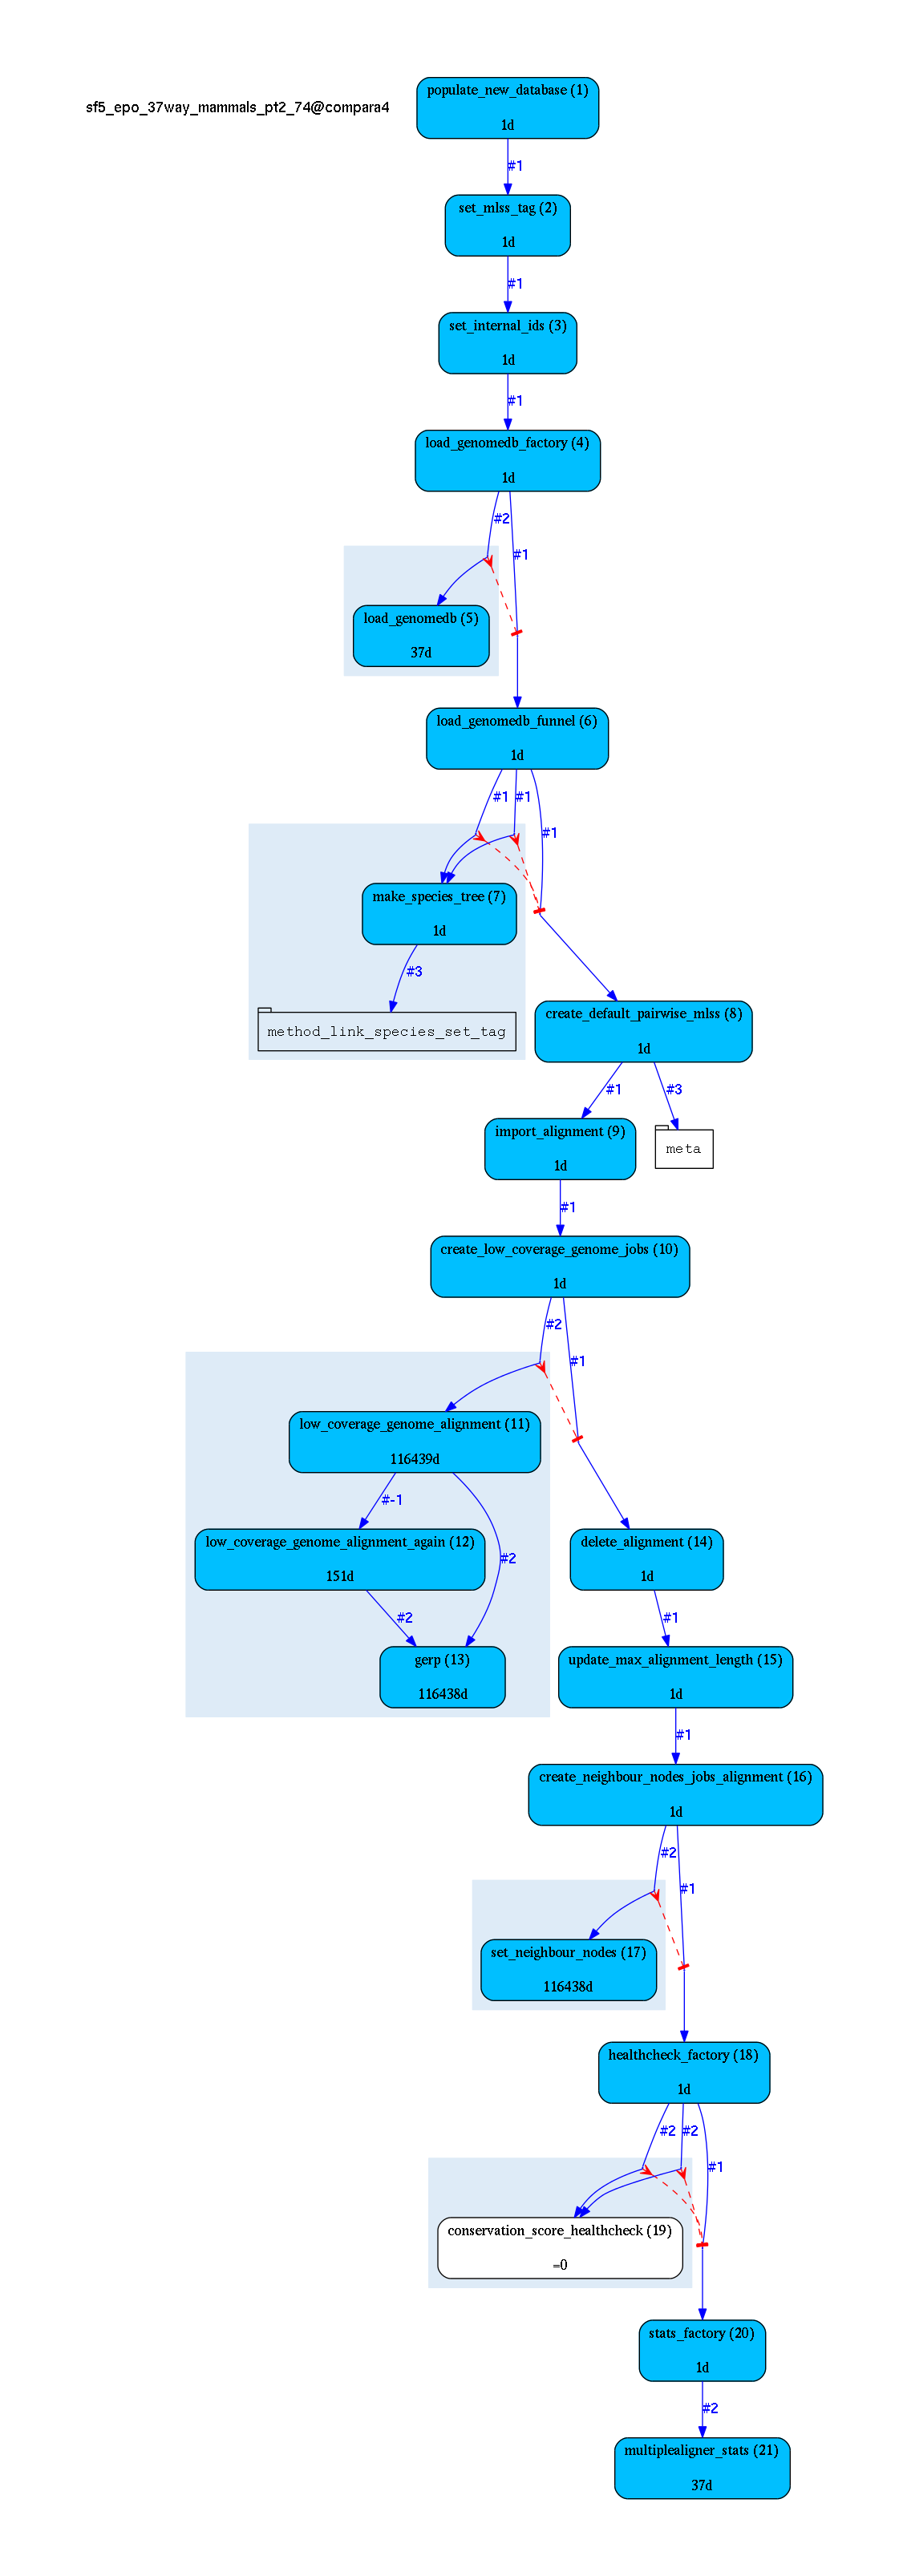 sf5_epo_37way_mammals_pt2_74@compara4
populate_new_database (1)
1d
#1
set_mlss_tag (2)
1d
#1
set_internal_ids (3)
1d
#1
load_genomedb_factory (4)
1d
#2
#1
load_genomedb (5)
37d
load_genomedb_funnel (6)
1d
#1
#1
#1
make_species_tree (7)
1d
#3
method_link_species_set_tag
create_default_pairwise_mlss (8)
1d
#1
#3
import_alignment (9)
1d
meta
#1
create_low_coverage_genome_jobs (10)
1d
#2
#1
low_coverage_genome_alignment (11)
116439d
#-1
#2
low_coverage_genome_alignment_again (12)
151d
delete_alignment (14)
1d
#2
#1
gerp (13)
116438d
update_max_alignment_length (15)
1d
#1
create_neighbour_nodes_jobs_alignment (16)
1d
#2
#1
set_neighbour_nodes (17)
116438d
healthcheck_factory (18)
1d
#2
#2
#1
conservation_score_healthcheck (19)
=0
stats_factory (20)
1d
#2
multiplealigner_stats (21)
37d